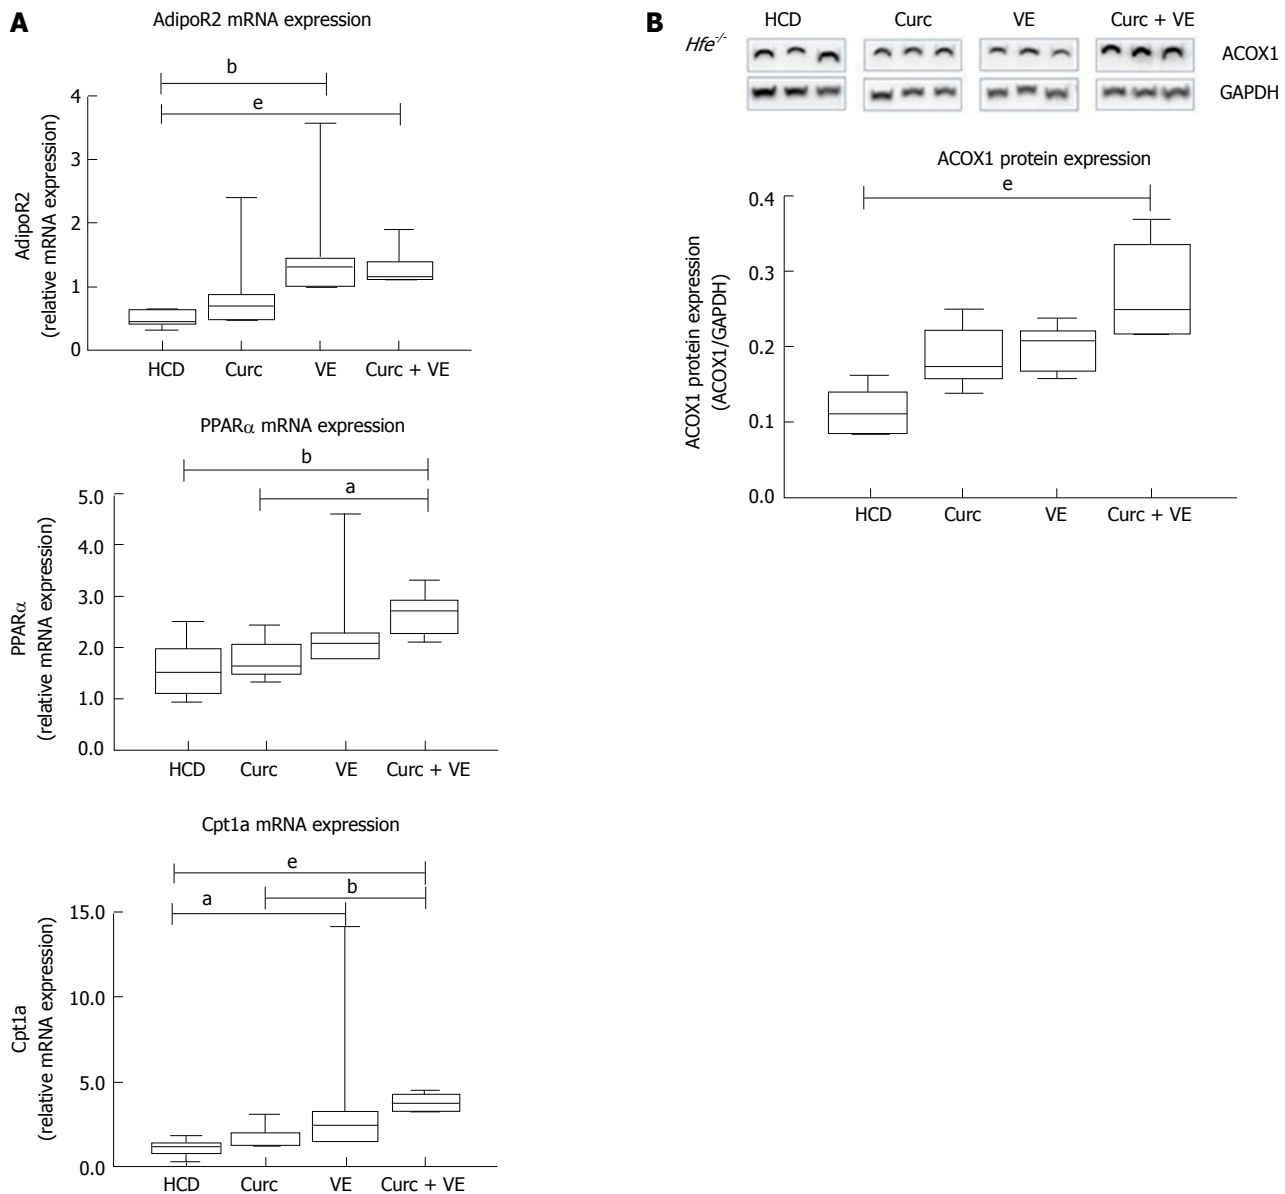 A
AdipoR2 mRNA expression
b
e
4
3
2
1
0
AdipoR2
(relative mRNA expression)
HCD Curc VE Curc + VE
PPARα mRNA expression
b
a
5.0
4.0
3.0
2.0
1.0
0.0
PPARα
(relative mRNA expression)
HCD Curc VE Curc + VE
Cpt1a mRNA expression
e
b
a
15.0
10.0
5.0
0.0
Cpt1a
(relative mRNA expression)
HCD Curc VE Curc + VE
B
HCD Curc VE Curc + VE
Hfe-/-
ACOX1
GAPDH
ACOX1 protein expression
e
0.4
0.3
0.2
0.1
0.0
ACOX1 protein expression
(ACOX1/GAPDH)
HCD Curc VE Curc + VE